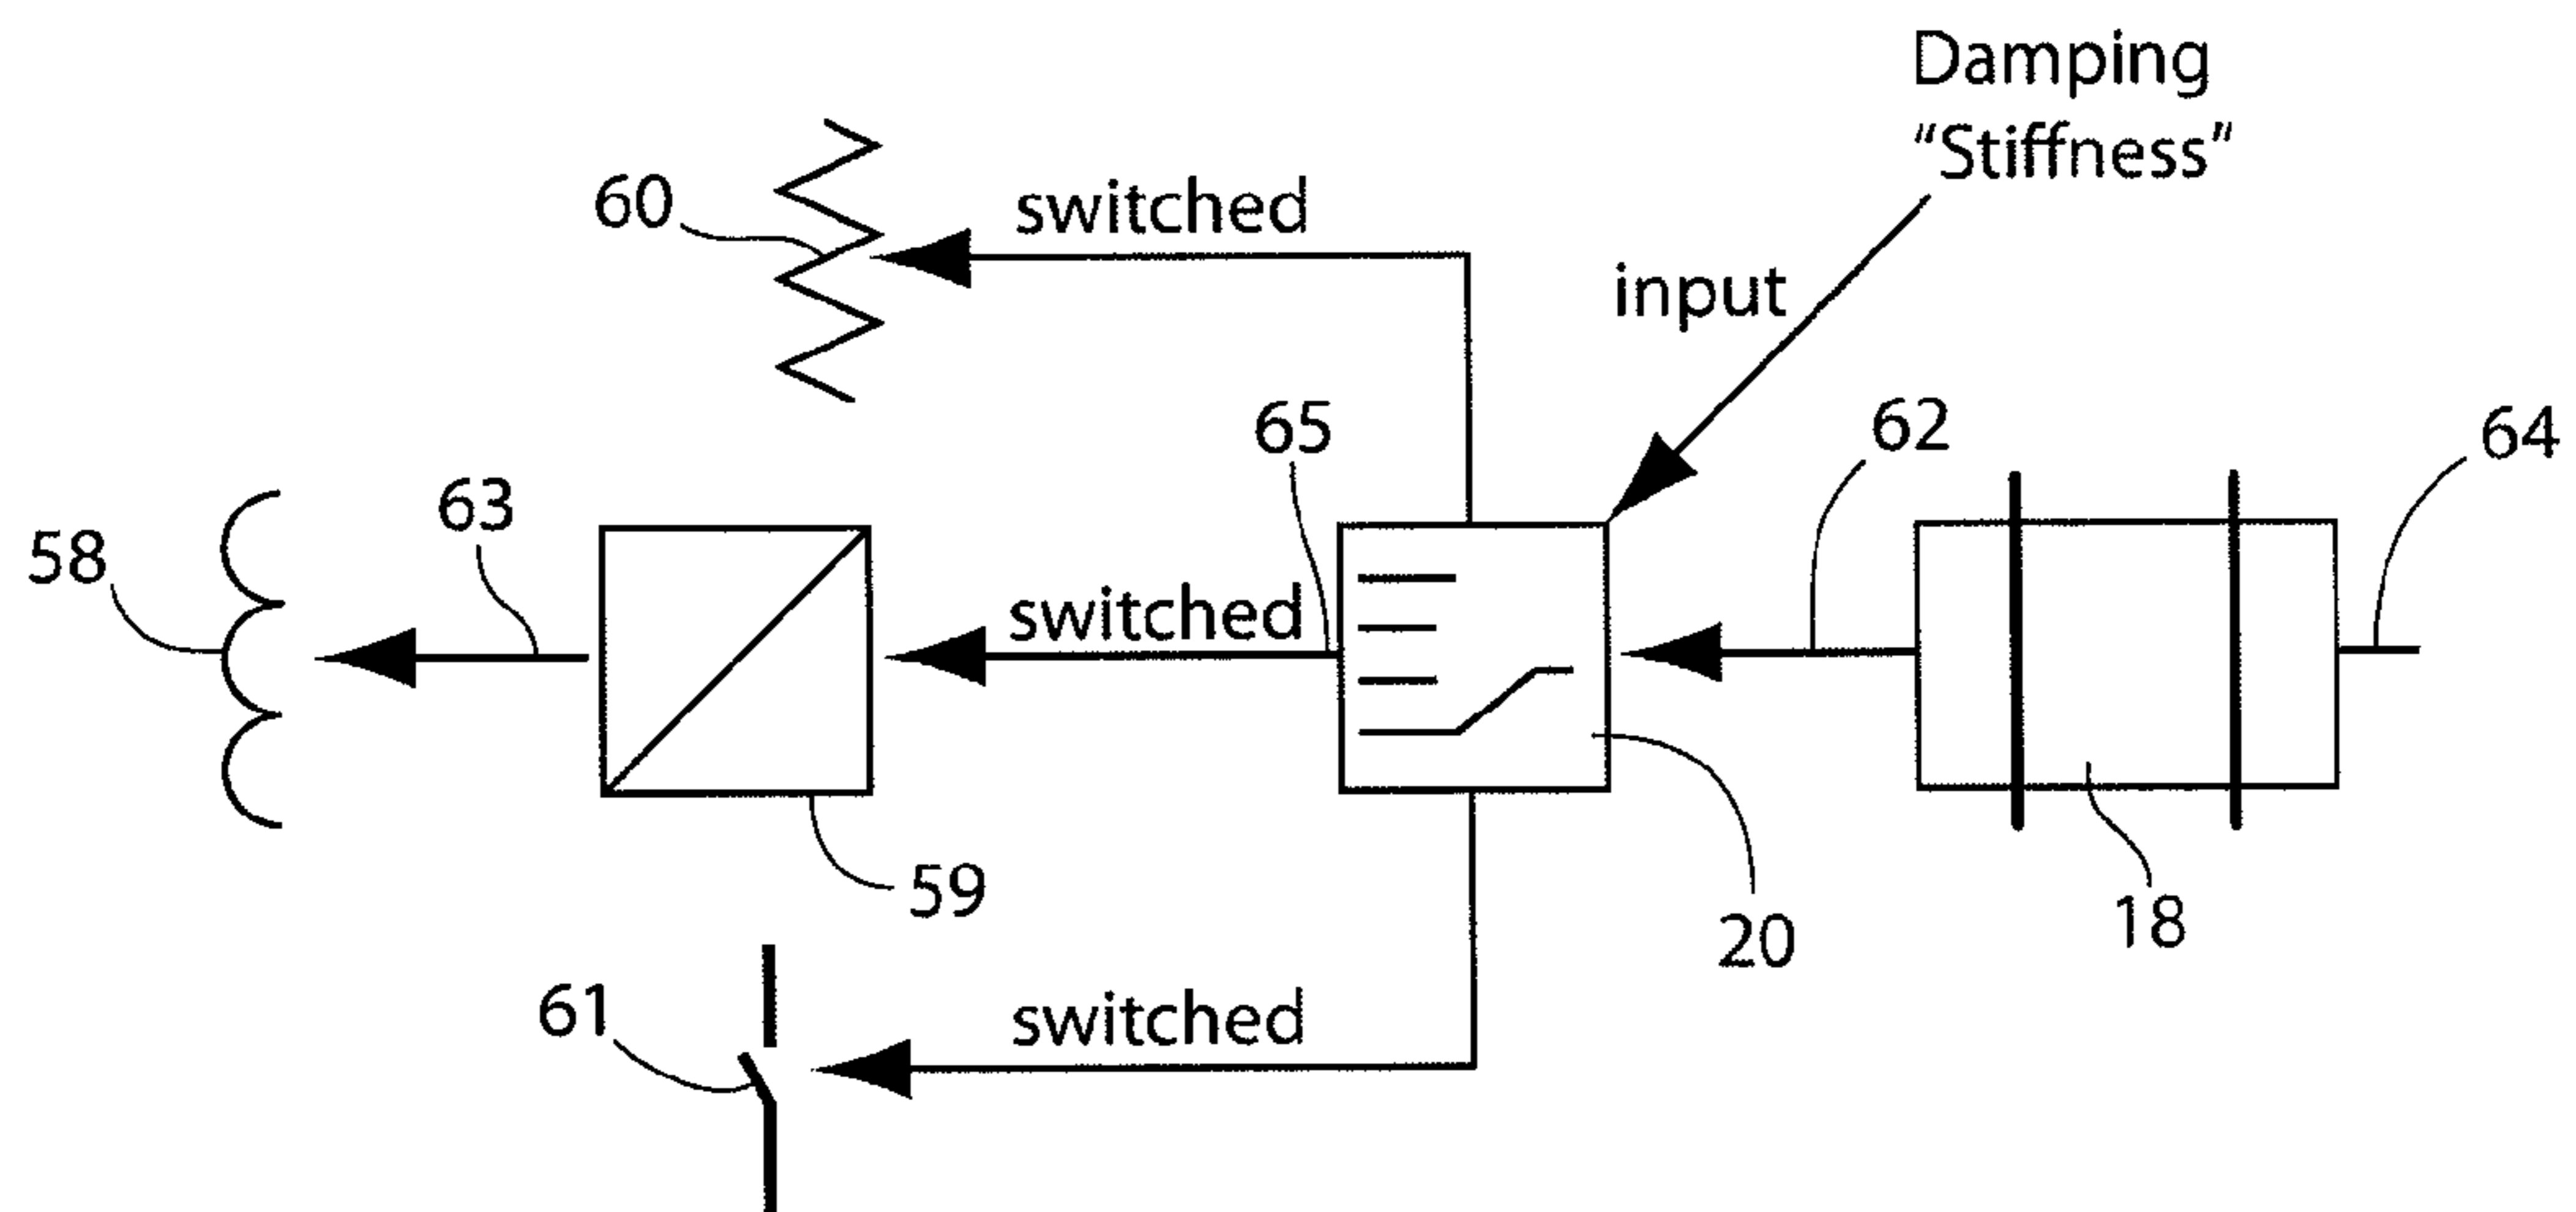 Damping
“Stiffness”
60
switched
input
65
62
64
63
58
switched
59
20
18
61
switched